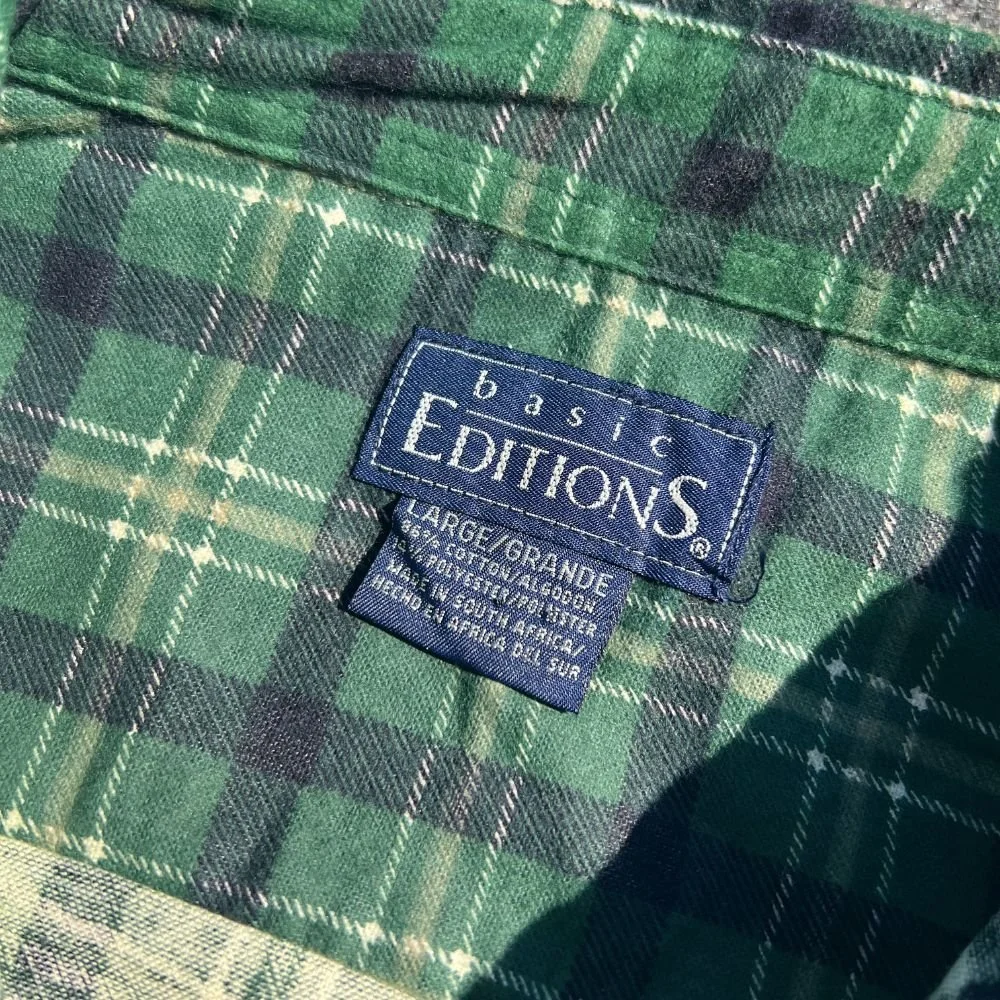 basic
EDITIONS®
LARGE/GRANDE
% COTTON/ALGODON
POLYESTER/POLIESTER
MADE IN SOUTH AFRICA/
HECHO EN AFRICA DEL SUR